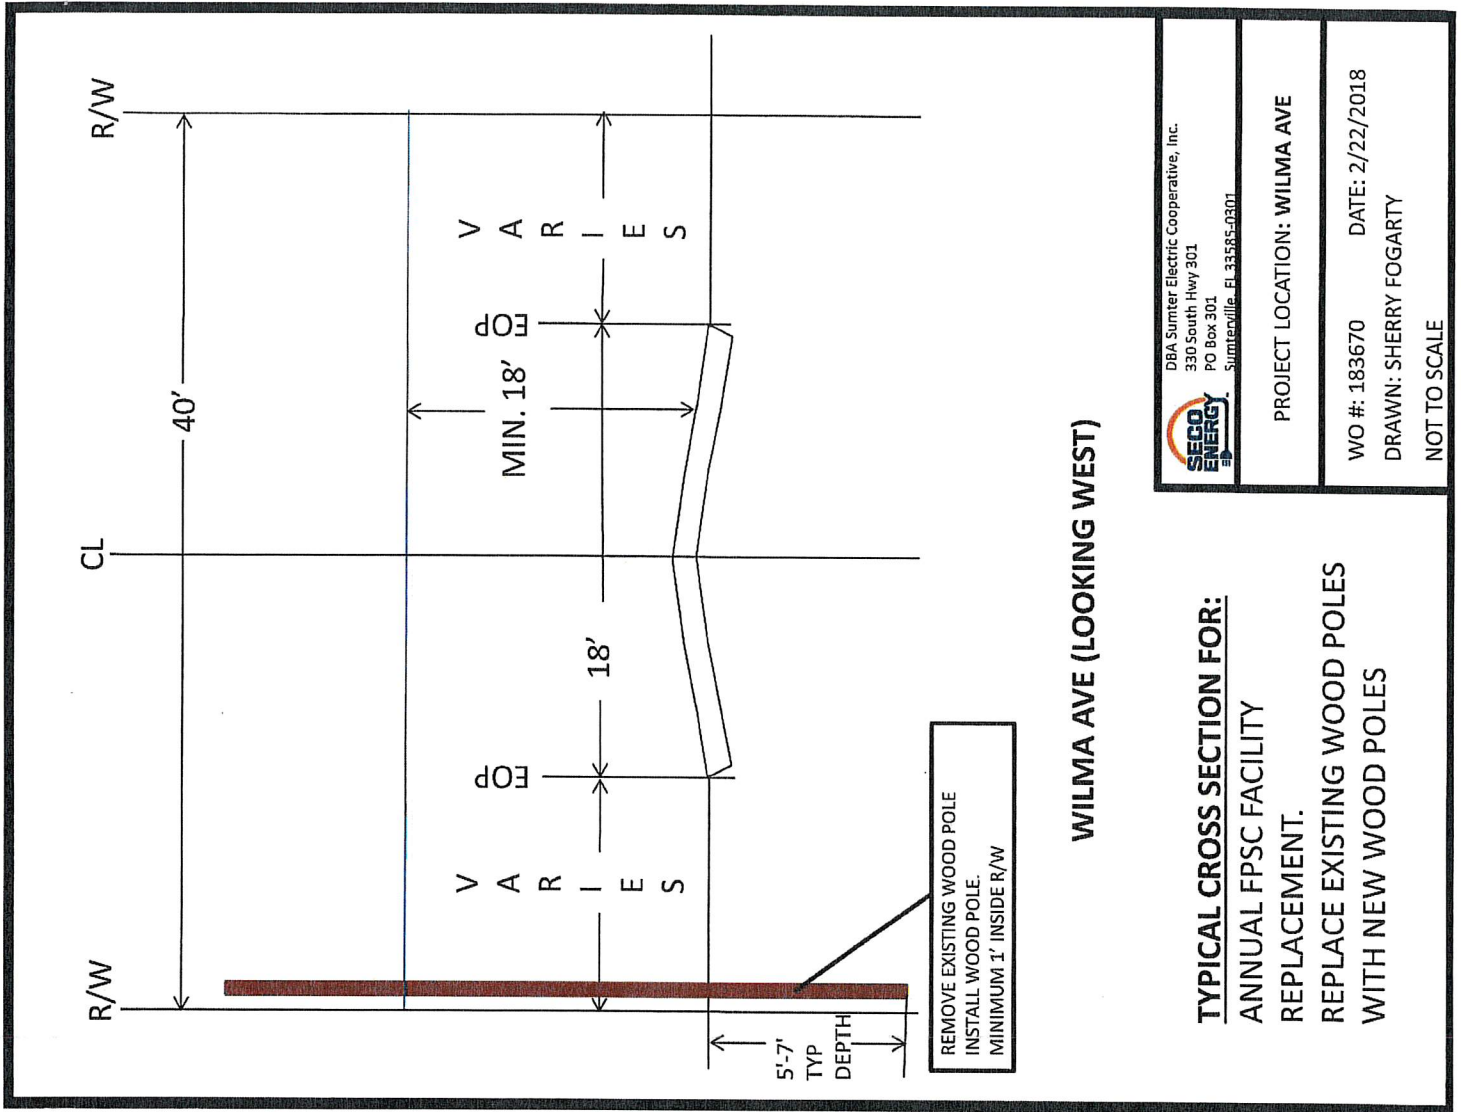 R/W
CL
R/W
40'
V
A
R
I
E
S
EOP
18'
MIN. 18'
EOP
V
A
R
I
E
S
5'-7'
TYP
DEPTH
REMOVE EXISTING WOOD POLE
INSTALL WOOD POLE.
MINIMUM 1' INSIDE R/W
WILMA AVE (LOOKING WEST)
TYPICAL CROSS SECTION FOR:
ANNUAL FPSC FACILITY
REPLACEMENT.
REPLACE EXISTING WOOD POLES
WITH NEW WOOD POLES
SECO
ENERGY
DBA Sumter Electric Cooperative, Inc.
330 South Hwy 301
PO Box 301
Sumterville, FL 33585-0301
PROJECT LOCATION: WILMA AVE
WO #: 183670 DATE: 2/22/2018
DRAWN: SHERRY FOGARTY
NOT TO SCALE